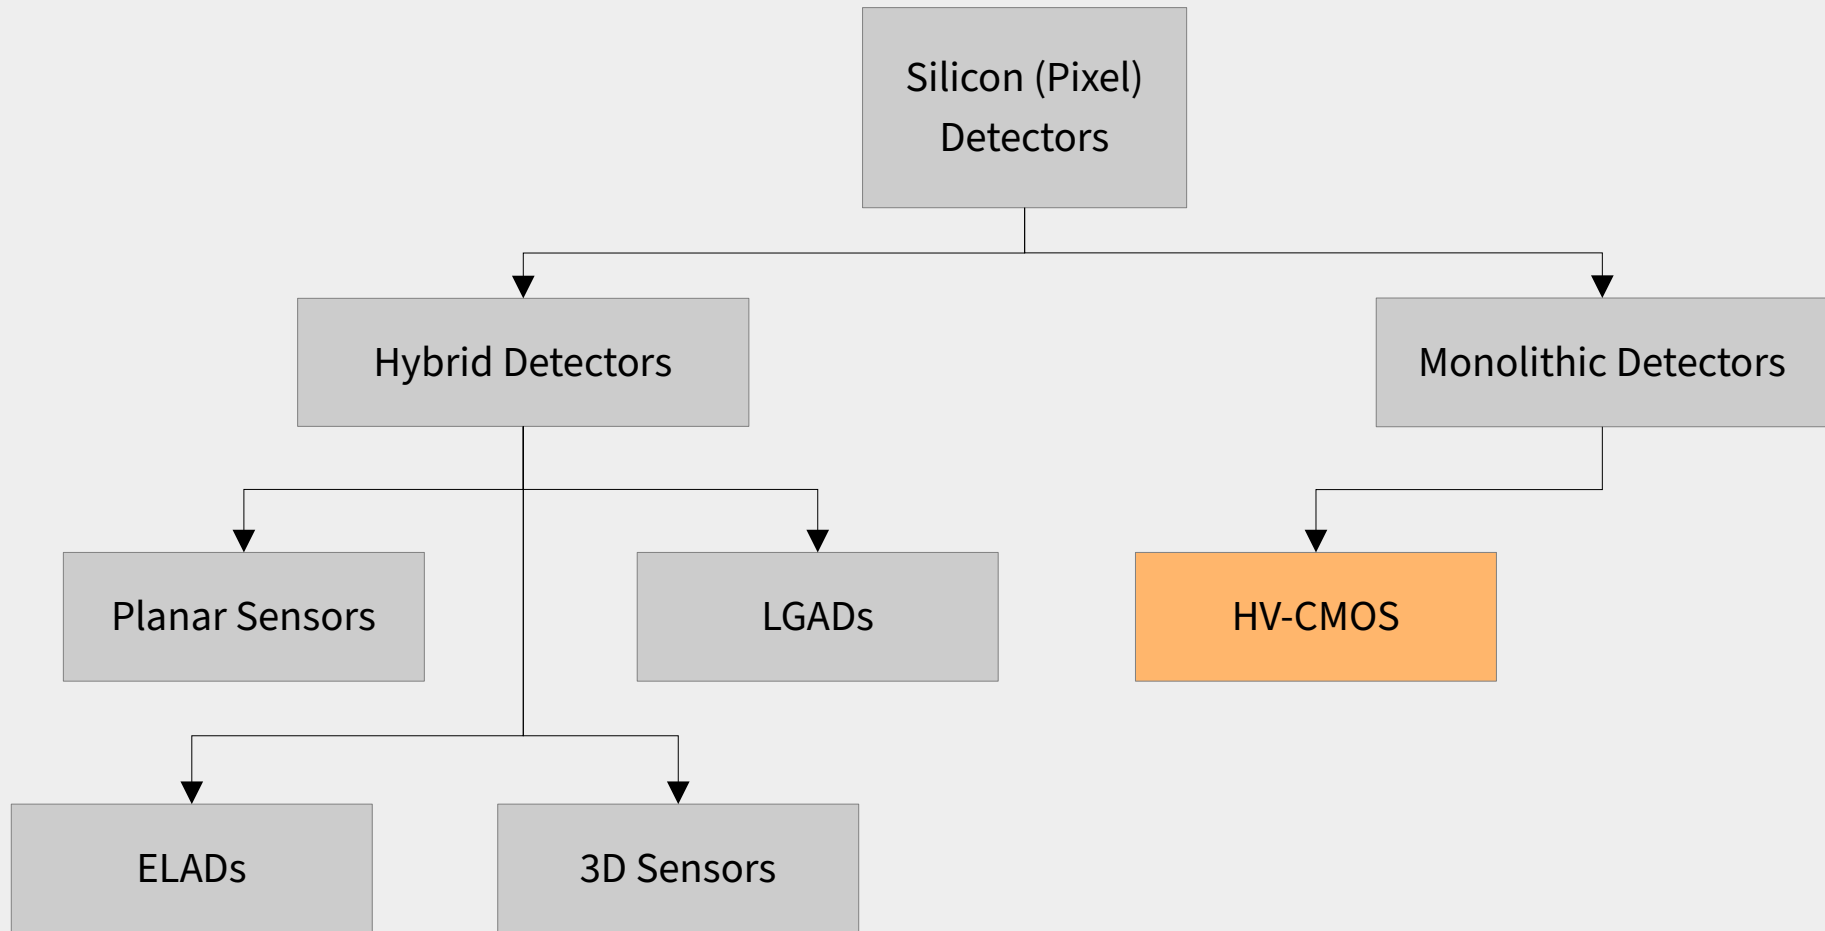 Silicon (Pixel)
Detectors
Hybrid Detectors
Monolithic Detectors
Planar Sensors
LGADs
HV-CMOS
ELADs
3D Sensors